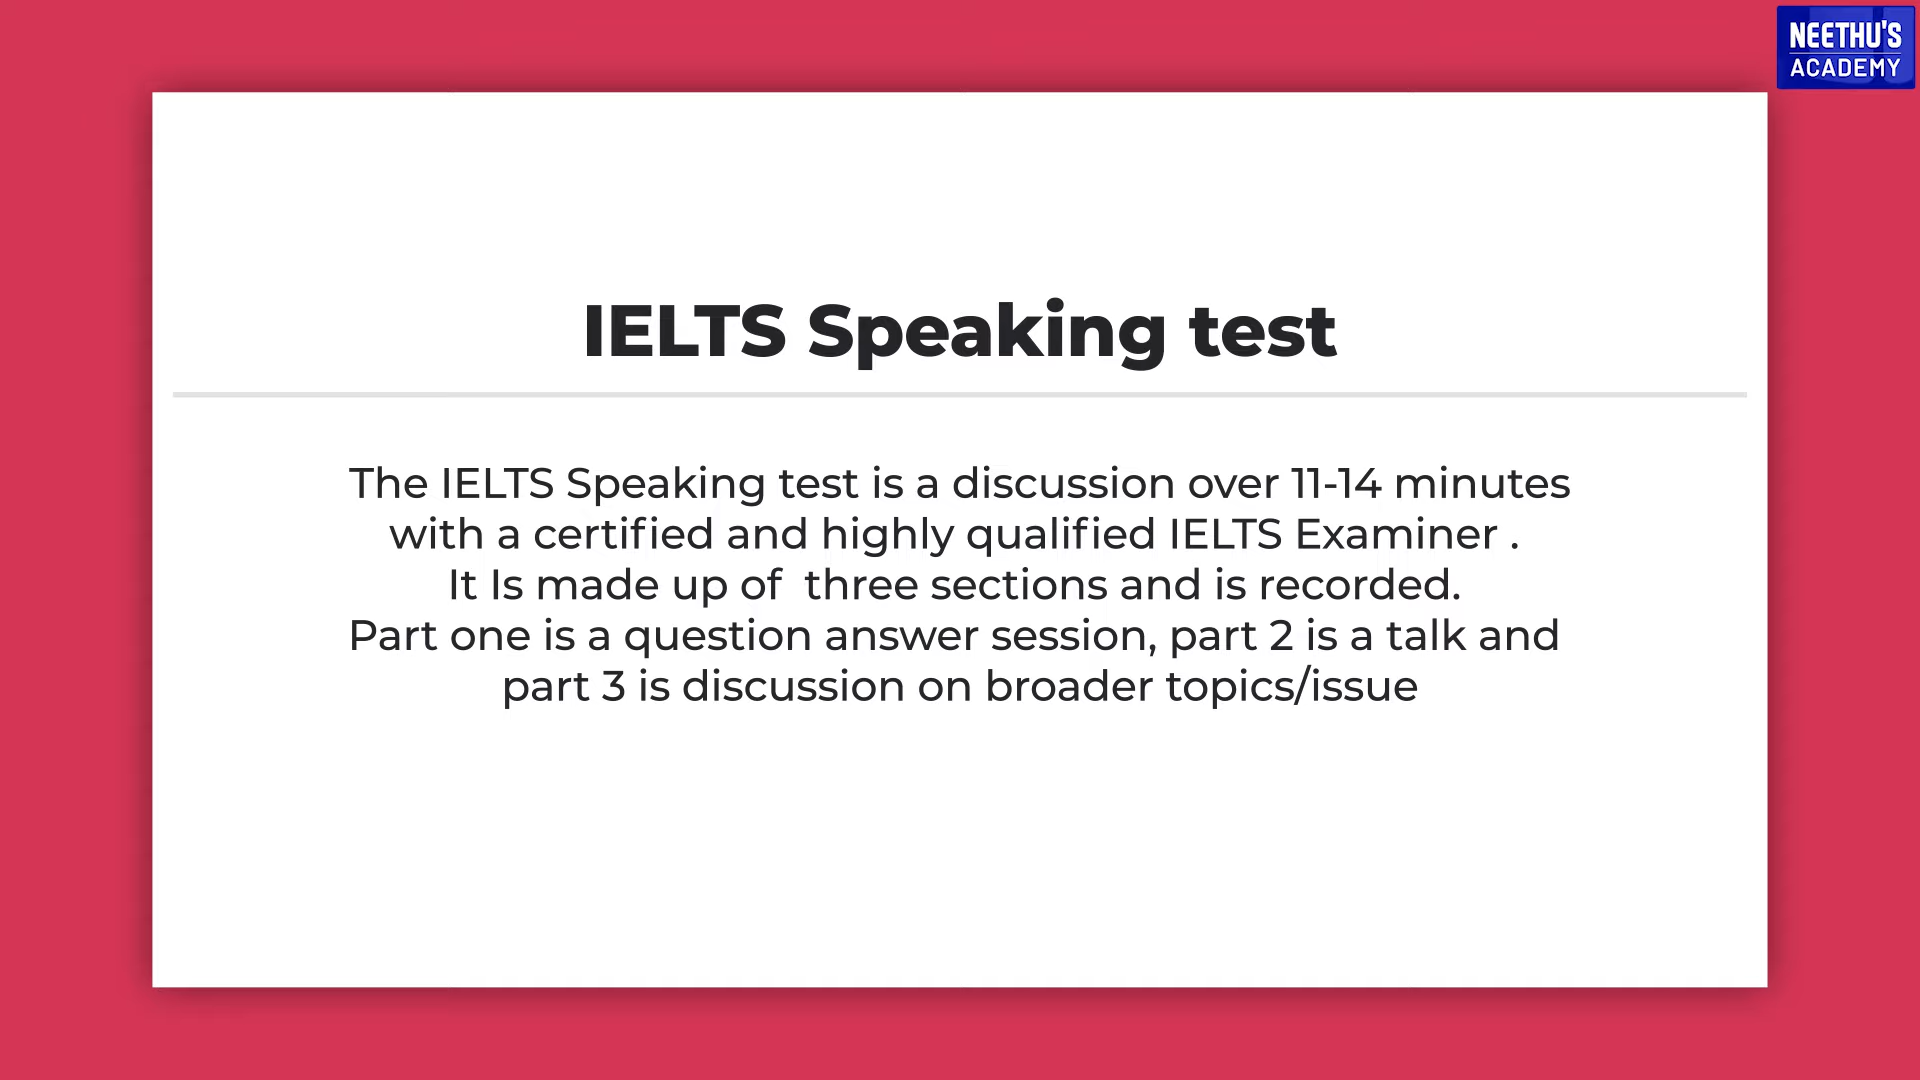 NEETHU'S
ACADEMY
IELTS Speaking test
The IELTS Speaking test is a discussion over 11-14 minutes
with a certified and highly qualified IELTS Examiner .
It Is made up of  three sections and is recorded.
Part one is a question answer session, part 2 is a talk and
part 3 is discussion on broader topics/issue